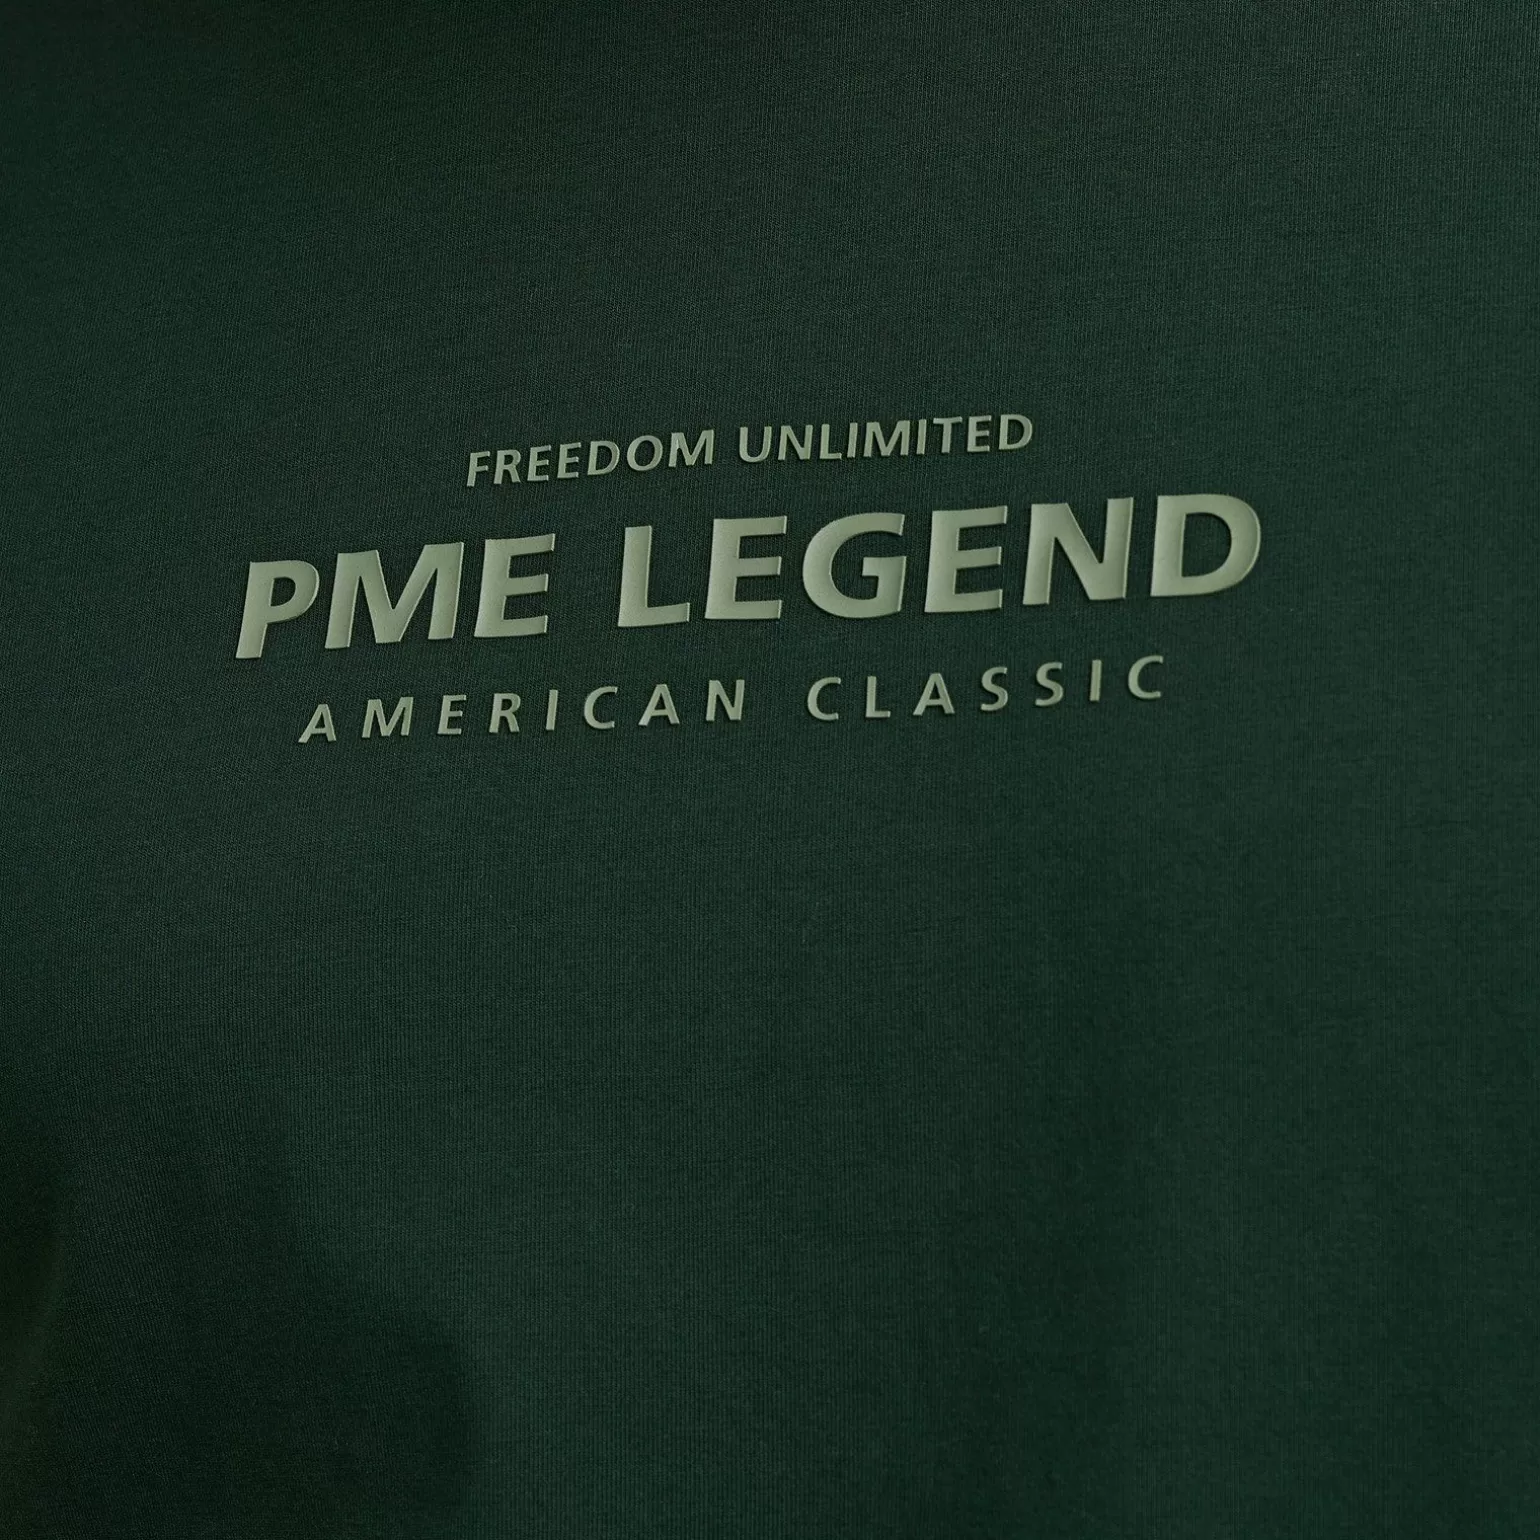 FREEDOM UNLIMITED
PME LEGEND
AMERICAN CLASSIC